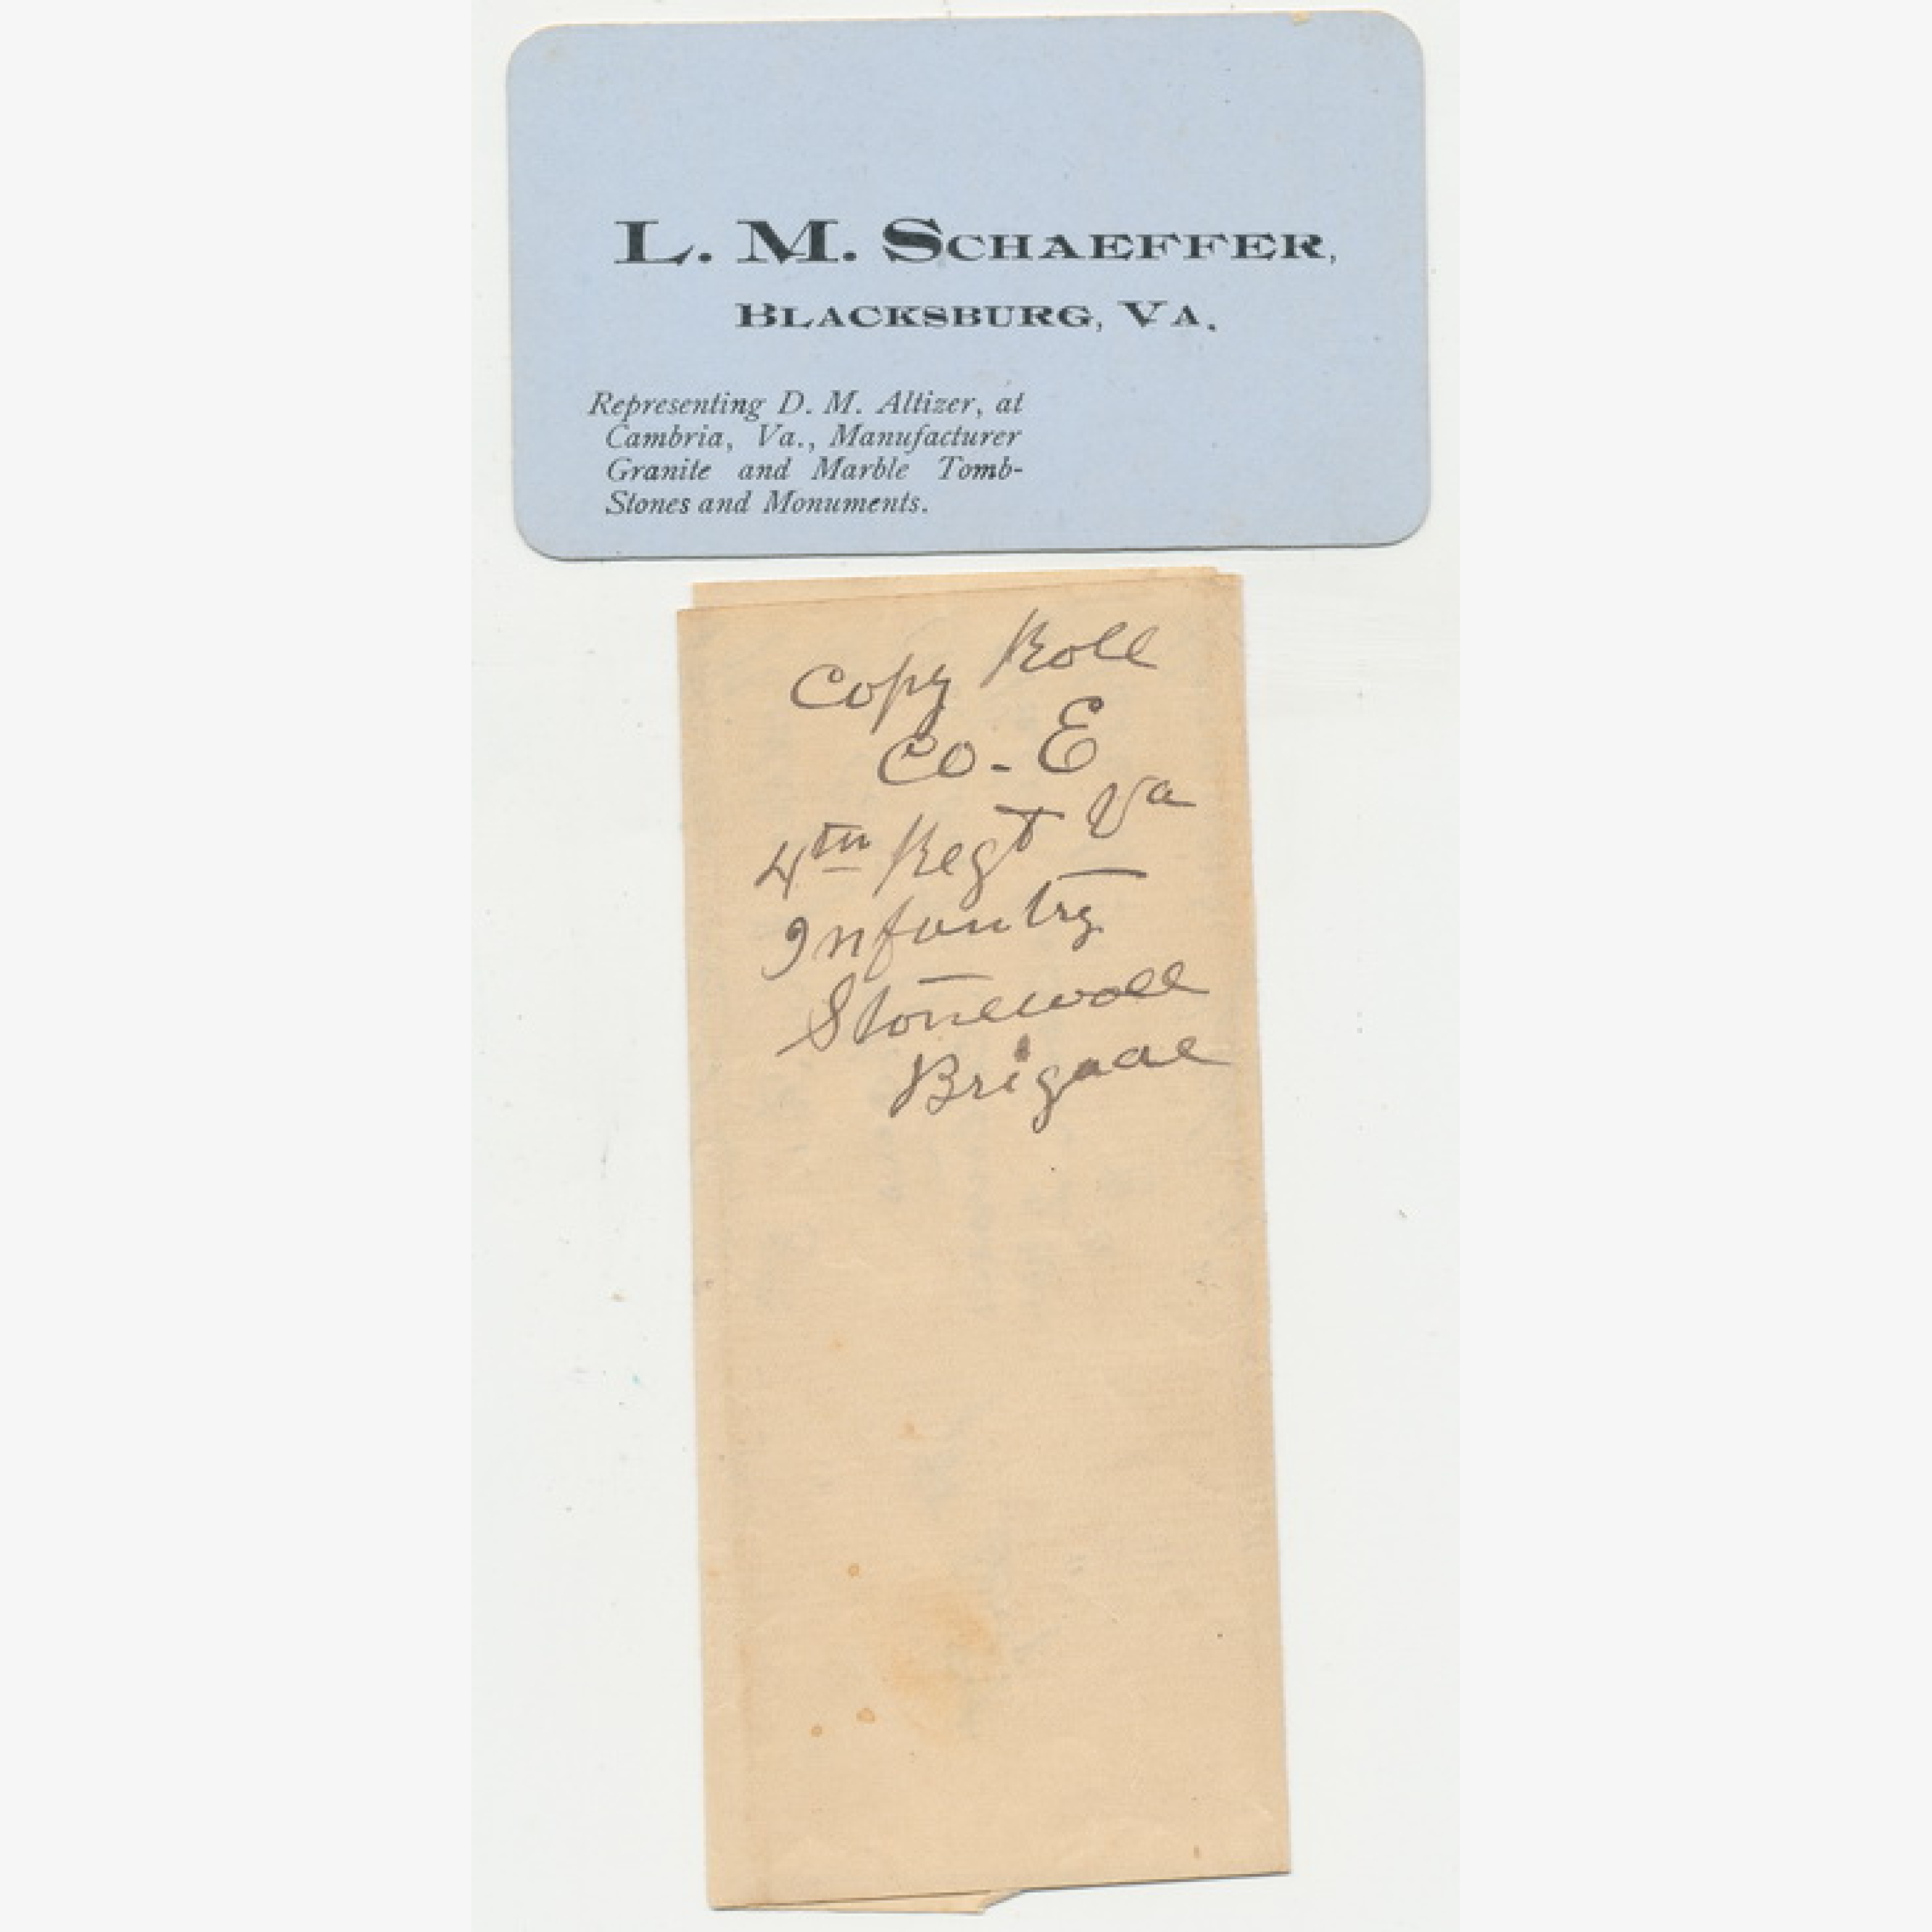 L. M. SCHAEFFER,
BLACKSBURG, VA.
Representing D. M. Altizer, at
Cambria, Va., Manufacturer
Granite and Marble Tomb-
Stones and Monuments.
Copy Roll
Co. E
4th Regt Va
Infantry
Stonewall
Brigade